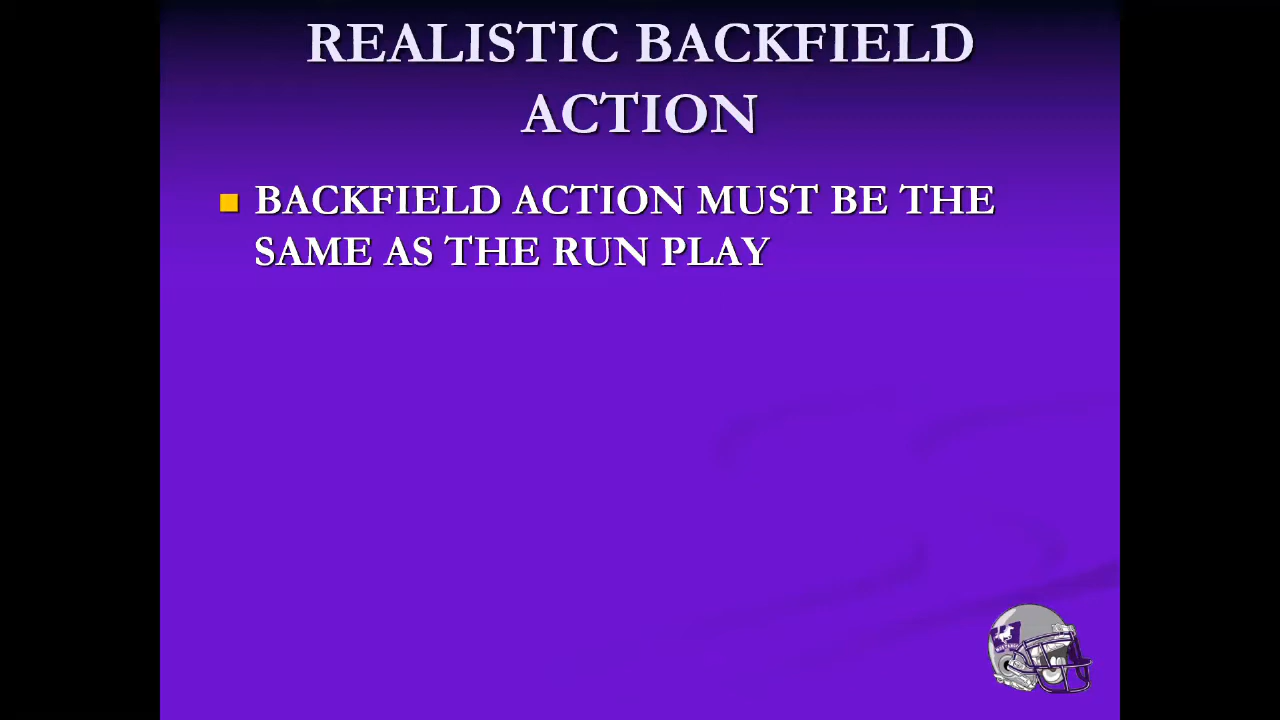 REALISTIC BACKFIELD
ACTION
BACKFIELD ACTION MUST BE THE
SAME AS THE RUN PLAY